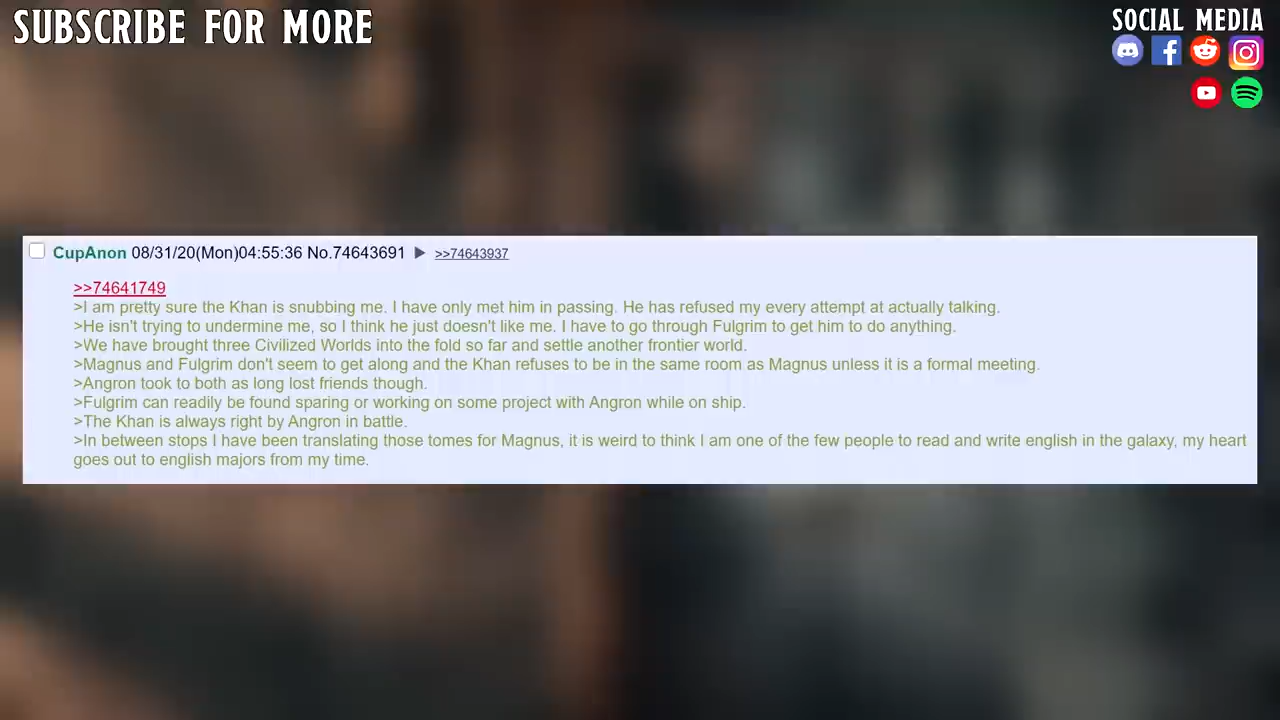 SUBSCRIBE FOR MORE
SOCIAL MEDIA
CupAnon 08/31/20(Mon)04:55:36 No.74643691 ▶ >>74643937
>>74641749
>I am pretty sure the Khan is snubbing me. I have only met him in passing. He has refused my every attempt at actually talking.
>He isn't trying to undermine me, so I think he just doesn't like me. I have to go through Fulgrim to get him to do anything.
>We have brought three Civilized Worlds into the fold so far and settle another frontier world.
>Magnus and Fulgrim don't seem to get along and the Khan refuses to be in the same room as Magnus unless it is a formal meeting.
>Angron took to both as long lost friends though.
>Fulgrim can readily be found sparing or working on some project with Angron while on ship.
>The Khan is always right by Angron in battle.
>In between stops I have been translating those tomes for Magnus, it is weird to think I am one of the few people to read and write english in the galaxy, my heart
goes out to english majors from my time.